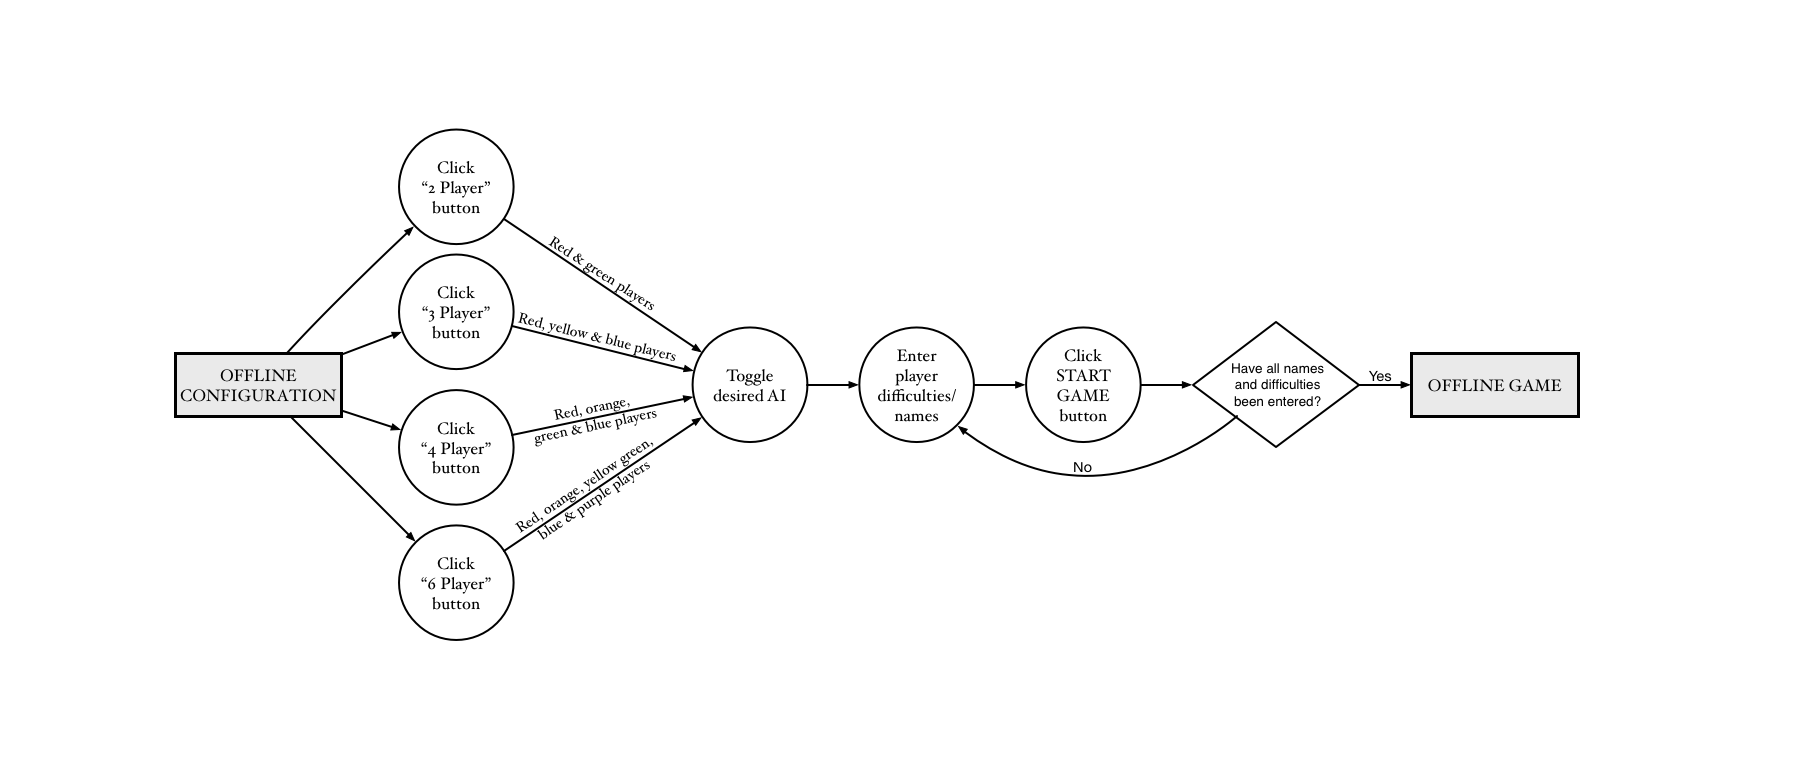 Click
“2 Player”
button
Red & green players
Click
“3 Player”
button
Red, yellow & blue players
OFFLINE
CONFIGURATION
Click
“4 Player”
button
Red, orange,
green & blue players
Click
“6 Player”
button
Red, orange, yellow green,
blue & purple players
Toggle
desired AI
Enter
player
difficulties/
names
Click
START
GAME
button
Have all names
and difficulties
been entered?
Yes
No
OFFLINE GAME